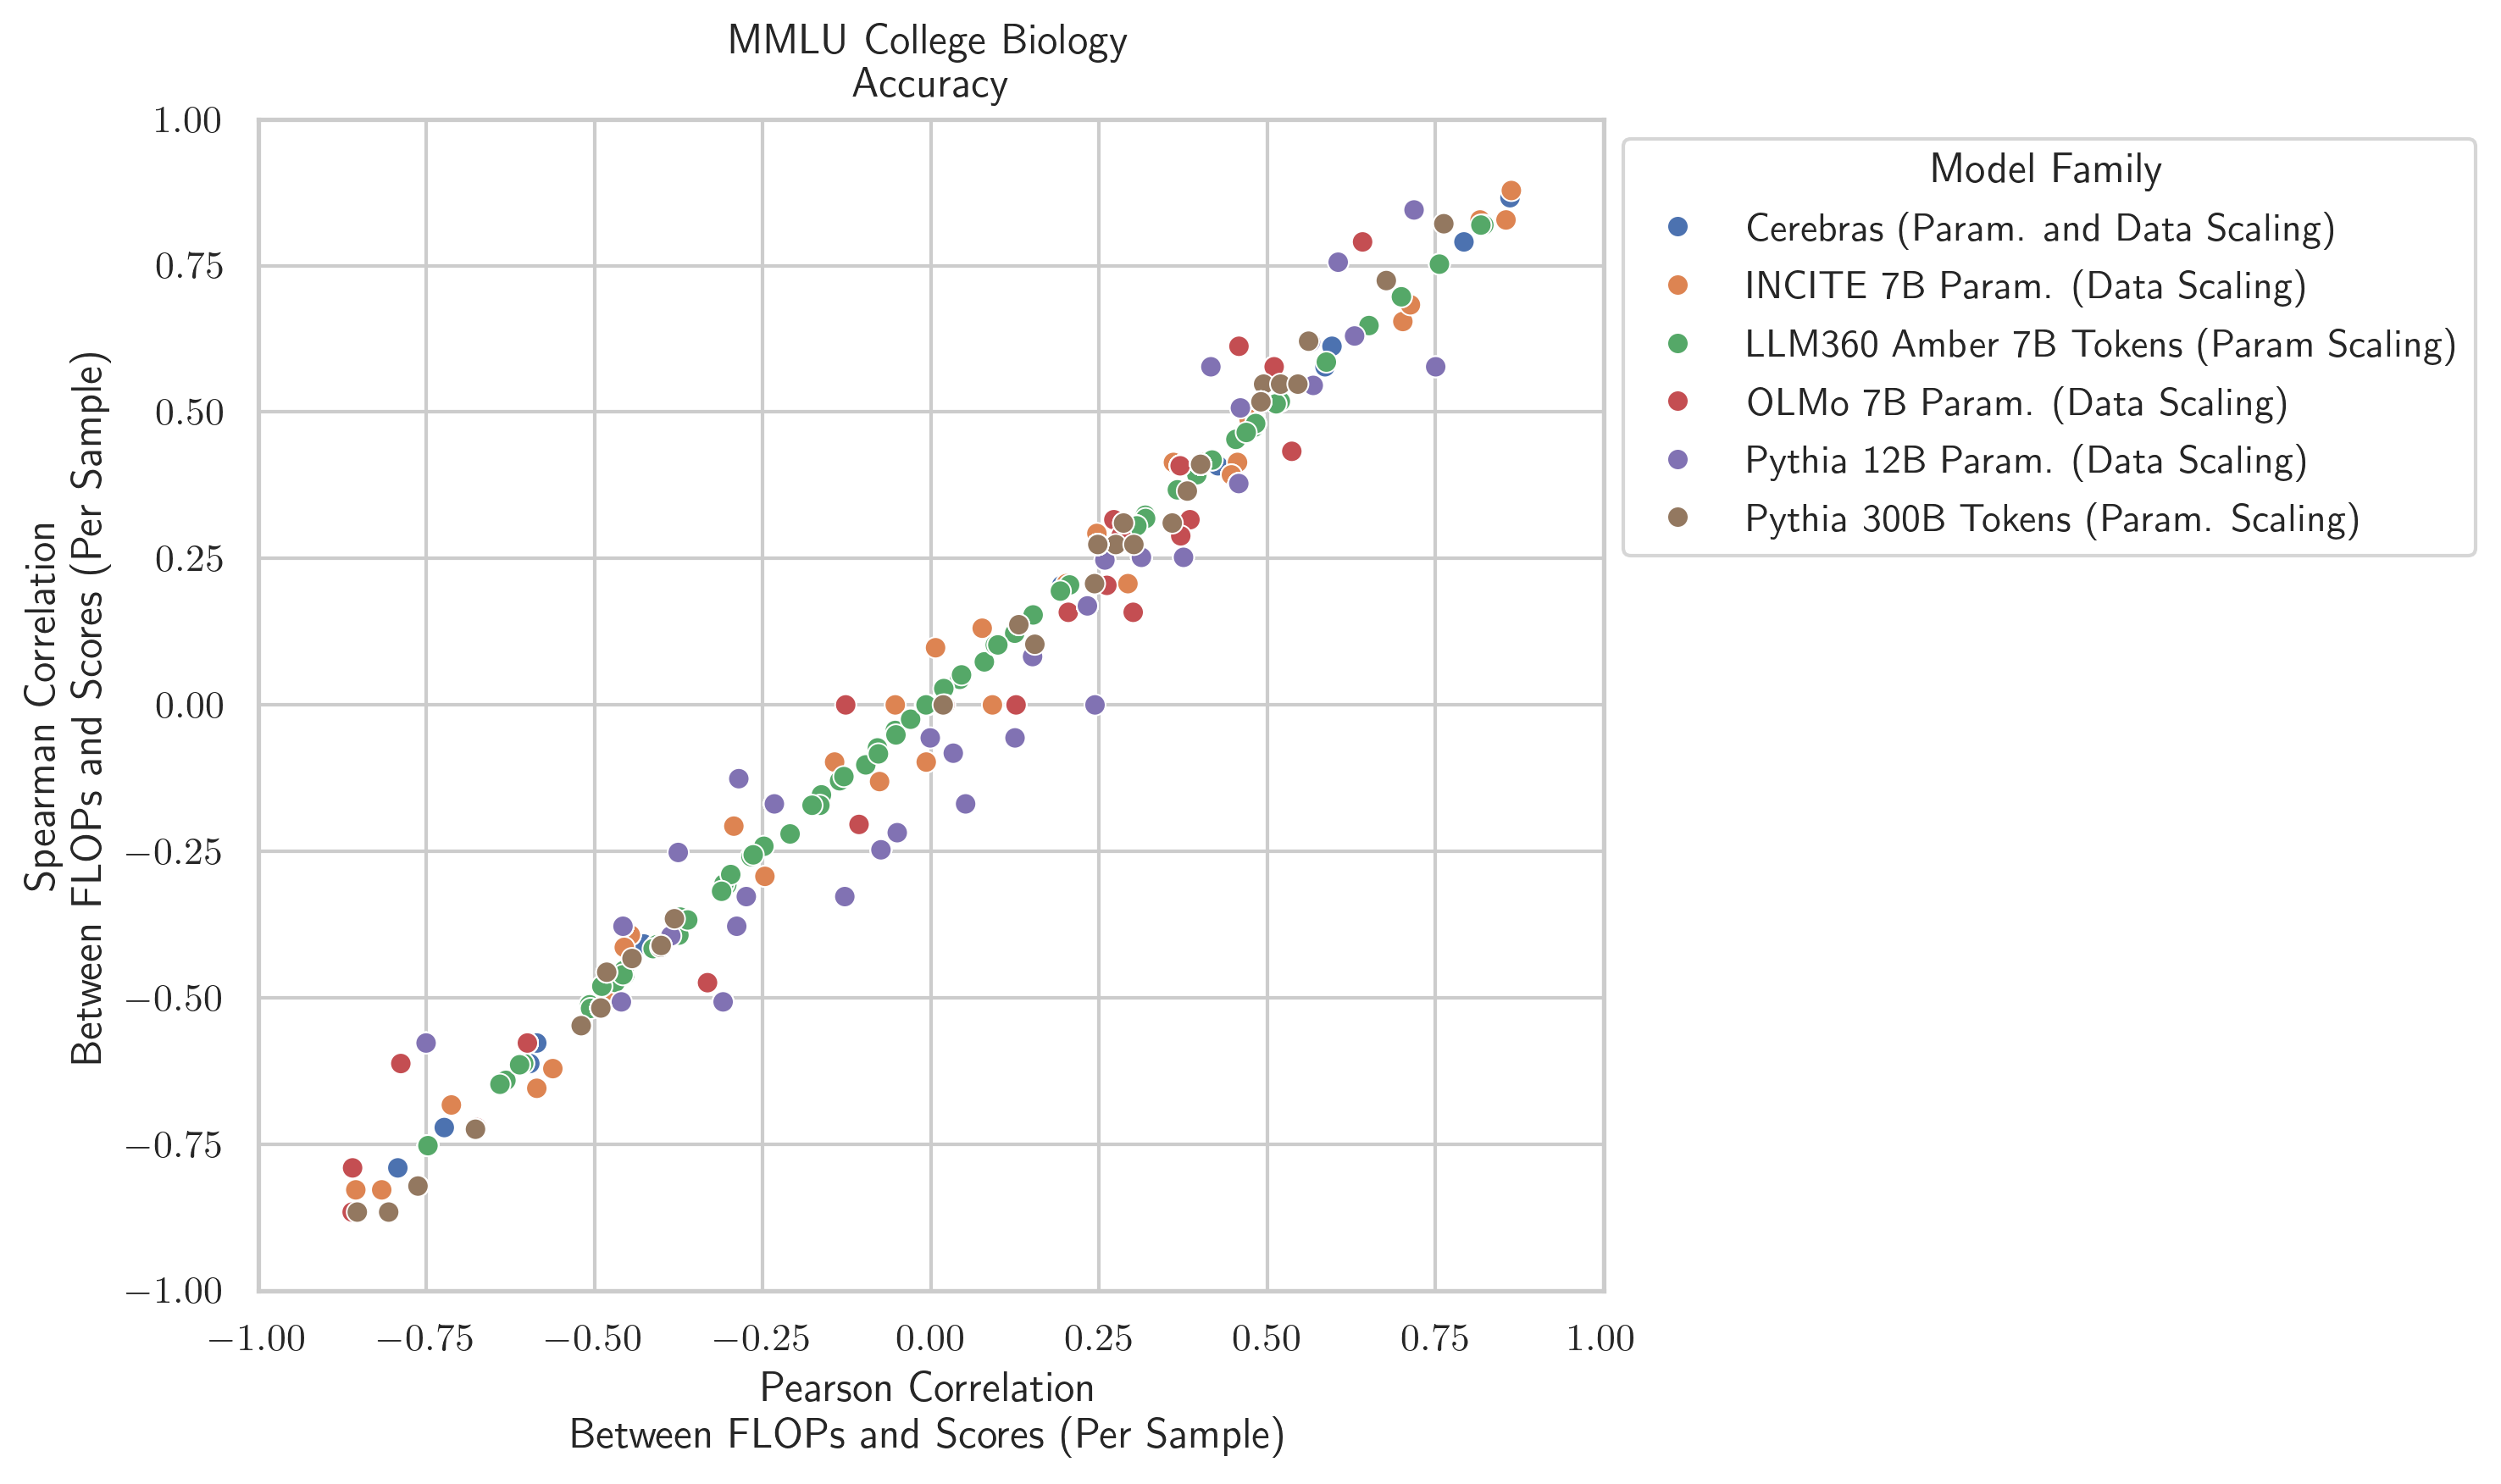 MMLU College Biology
Accuracy
1.00
0.75
0.50
0.25
0.00
−0.25
−0.50
−0.75
−1.00
Spearman Correlation
Between FLOPs and Scores (Per Sample)
−1.00 −0.75 −0.50 −0.25 0.00 0.25 0.50 0.75 1.00
Pearson Correlation
Between FLOPs and Scores (Per Sample)
Model Family
Cerebras (Param. and Data Scaling)
INCITE 7B Param. (Data Scaling)
LLM360 Amber 7B Tokens (Param Scaling)
OLMo 7B Param. (Data Scaling)
Pythia 12B Param. (Data Scaling)
Pythia 300B Tokens (Param. Scaling)